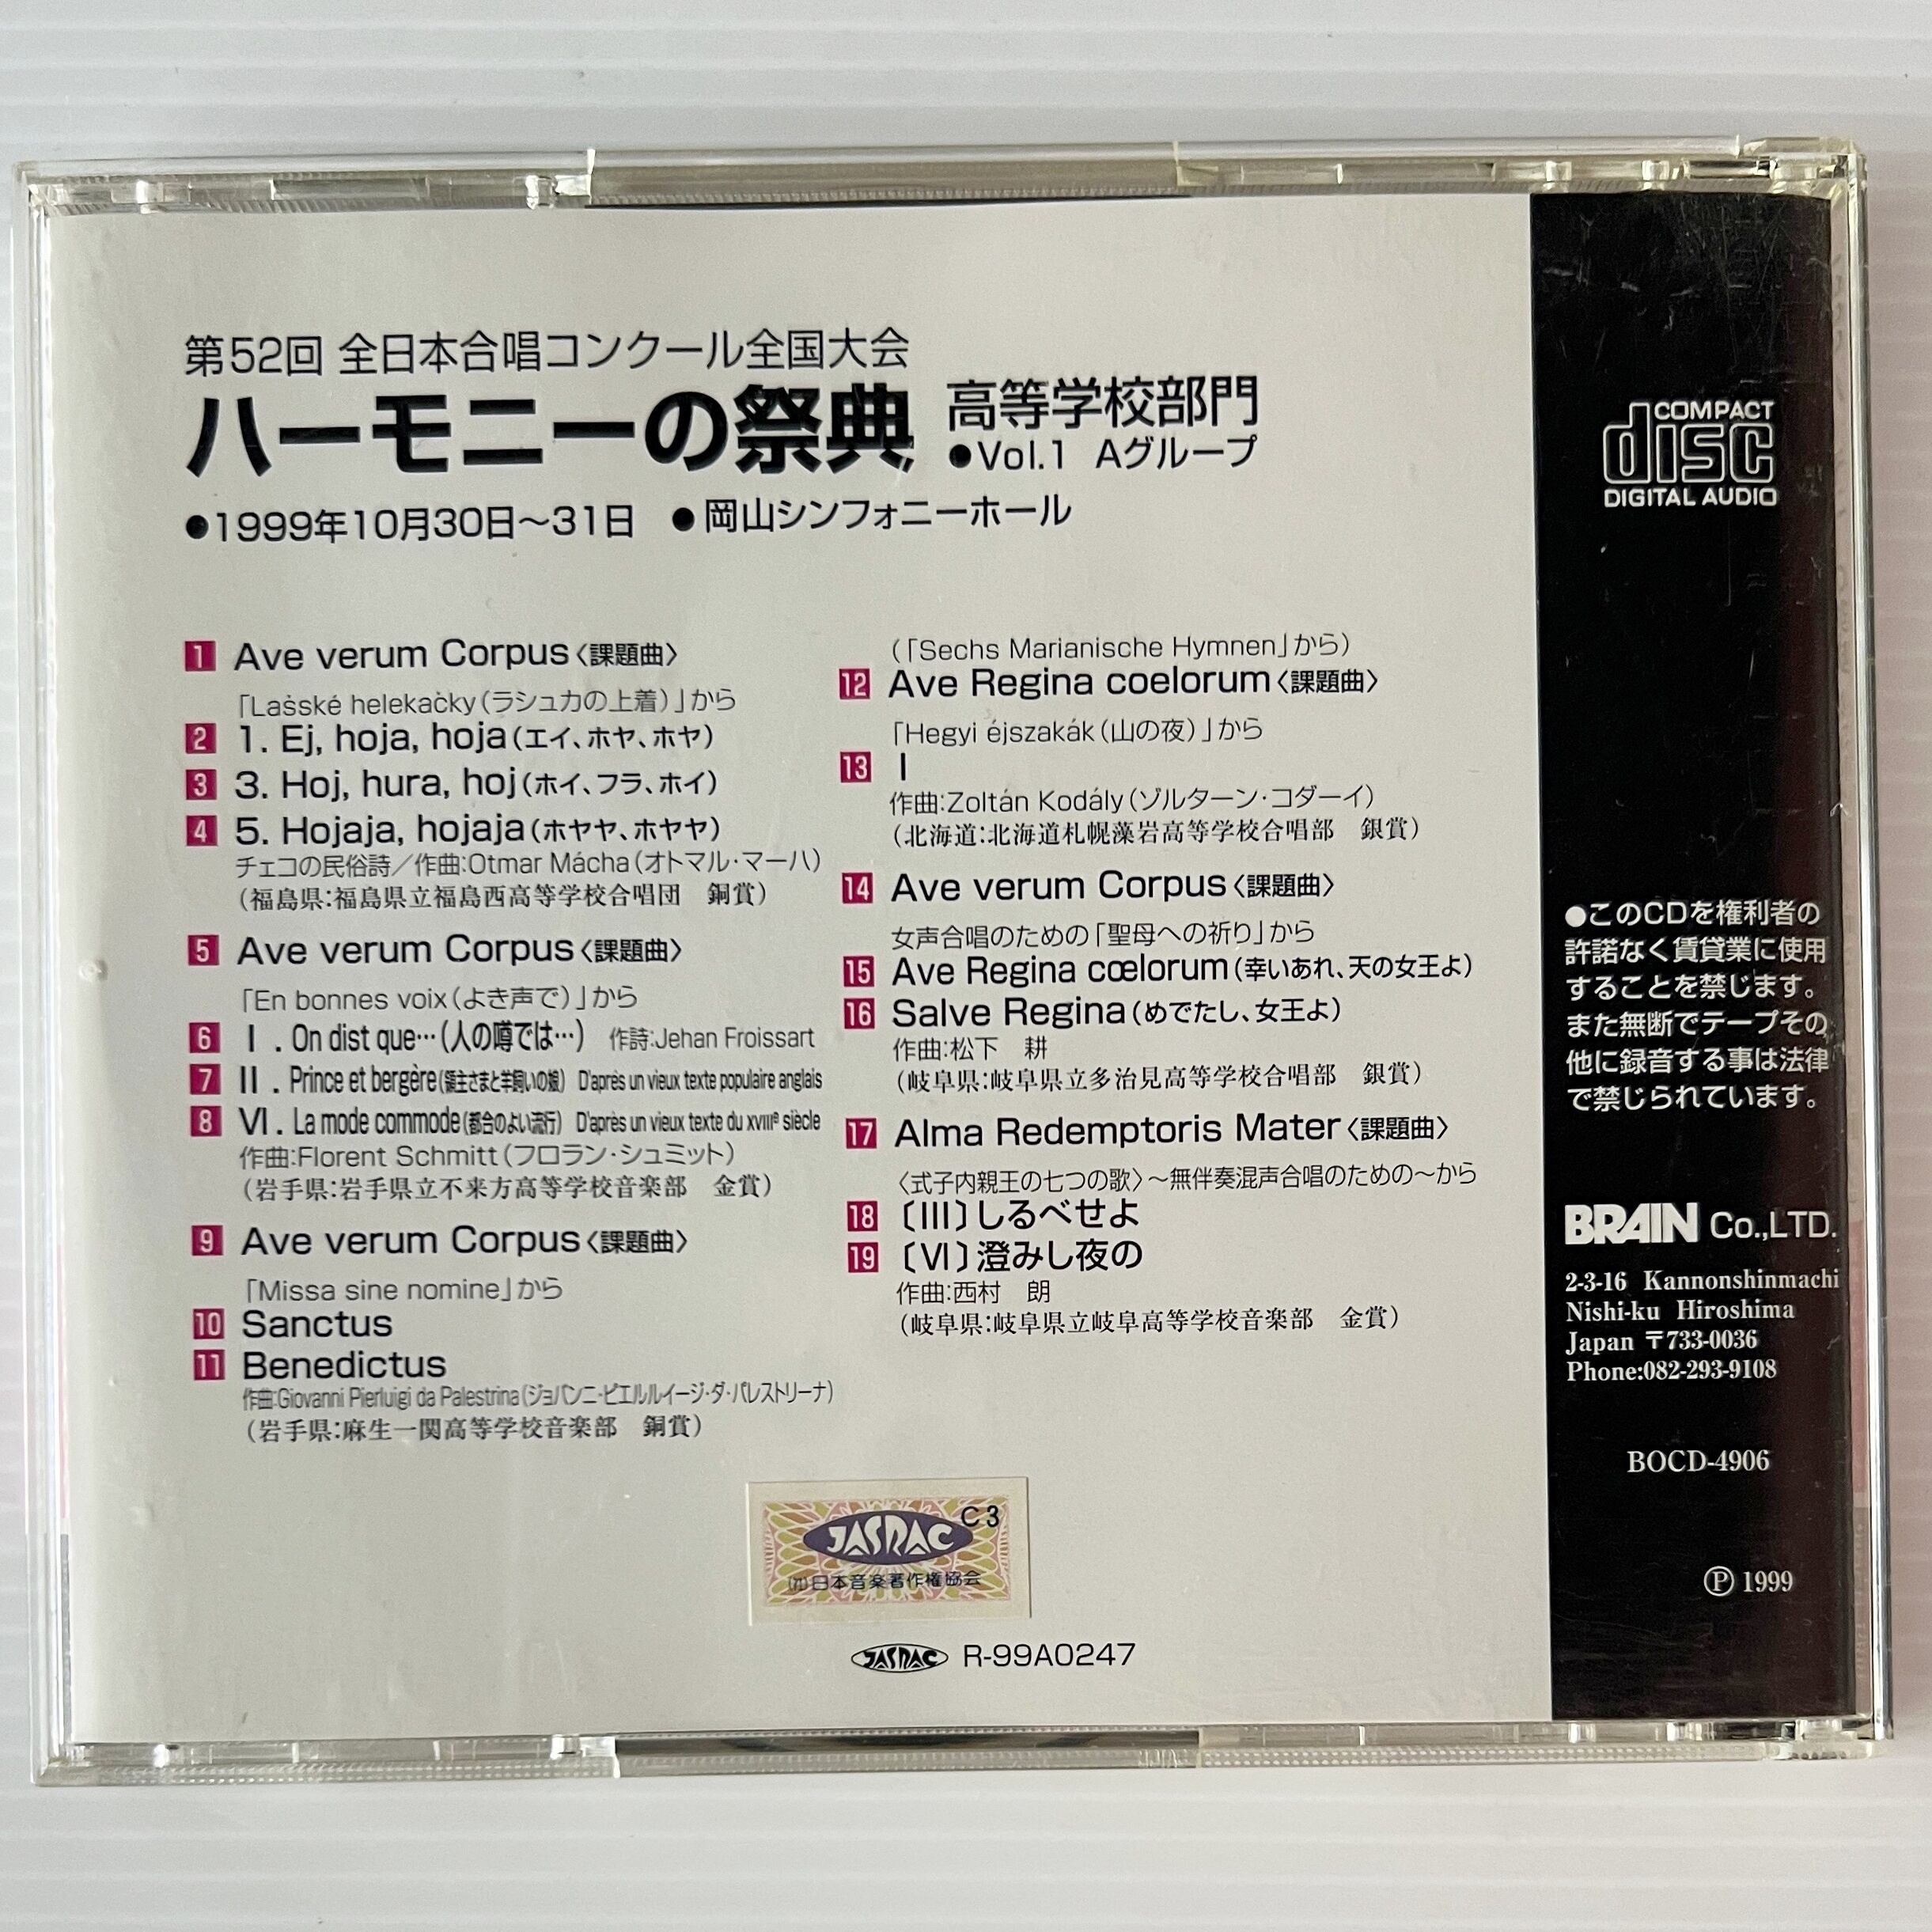 第52回 全日本合唱コンクール全国大会
ハーモニーの祭典 高等学校部門
●Vol.1 Aグループ
●1999年10月30日～31日 ●岡山シンフォニーホール
1 Ave verum Corpus〈課題曲〉
「Lašské helekačky(ラシュカの上着)」から
2 1. Ej, hoja, hoja(エイ、ホヤ、ホヤ)
3 3. Hoj, hura, hoj(ホイ、フラ、ホイ)
4 5. Hojaja, hojaja(ホヤヤ、ホヤヤ)
チェコの民俗詩／作曲:Otmar Mácha(オトマル・マーハ)
(福島県:福島県立福島西高等学校合唱団 銅賞)
5 Ave verum Corpus〈課題曲〉
「En bonnes voix(よき声で)」から
6 I . On dist que…(人の噂では…) 作詩:Jehan Froissart
7 II . Prince et bergère(領主さまと羊飼いの娘) D'après un vieux texte populaire anglais
8 VI . La mode commode(都合のよい流行) D'après un vieux texte du XVIIIe siècle
作曲:Florent Schmitt(フロラン・シュミット)
(岩手県:岩手県立不来方高等学校音楽部 金賞)
9 Ave verum Corpus〈課題曲〉
「Missa sine nomine」から
10 Sanctus
11 Benedictus
作曲:Giovanni Pierluigi da Palestrina(ジョバンニ・ピエルルイージ・ダ・パレストリーナ)
(岩手県:麻生一関高等学校音楽部 銅賞)
(「Sechs Marianische Hymnen」から)
12 Ave Regina coelorum〈課題曲〉
「Hegyi éjszakák(山の夜)」から
13 I
作曲:Zoltán Kodály(ゾルターン・コダーイ)
(北海道:北海道札幌藻岩高等学校合唱部 銀賞)
14 Ave verum Corpus〈課題曲〉
女声合唱のための「聖母への祈り」から
15 Ave Regina cœlorum(幸いあれ、天の女王よ)
16 Salve Regina(めでたし、女王よ)
作曲:松下 耕
(岐阜県:岐阜県立多治見高等学校合唱部 銀賞)
17 Alma Redemptoris Mater〈課題曲〉
〈式子内親王の七つの歌〉～無伴奏混声合唱のための～から
18 〔III〕しるべせよ
19 〔VI〕澄みし夜の
作曲:西村 朗
(岐阜県:岐阜県立岐阜高等学校音楽部 金賞)
JASRAC C3
(社)日本音楽著作権協会
JASRAC R-99A0247
COMPACT
disc
DIGITAL AUDIO
●このCDを権利者の
許諾なく賃貸業に使用
することを禁じます。
また無断でテープその
他に録音する事は法律
で禁じられています。
BRAIN Co.,LTD.
2-3-16 Kannonshinmachi
Nishi-ku Hiroshima
Japan 〒733-0036
Phone:082-293-9108
BOCD-4906
Ⓟ 1999